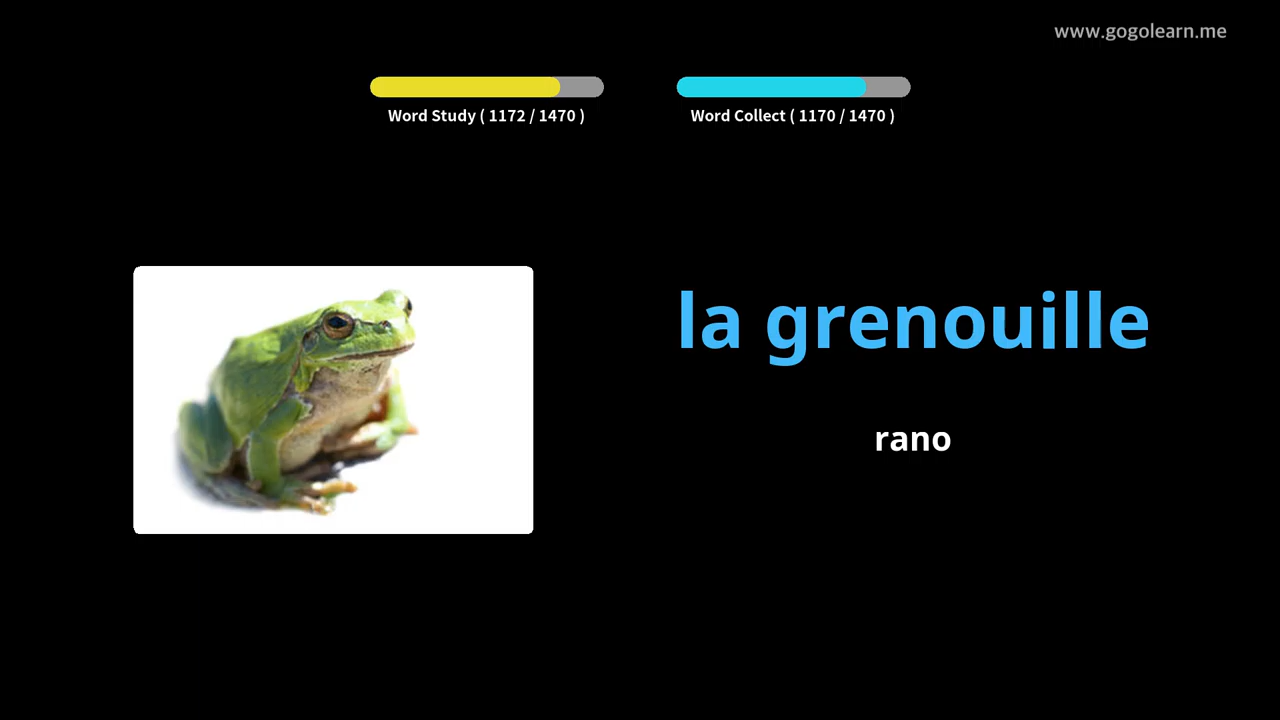 www.gogolearn.me
Word Study ( 1172 / 1470 )
Word Collect ( 1170 / 1470 )
la grenouille
rano